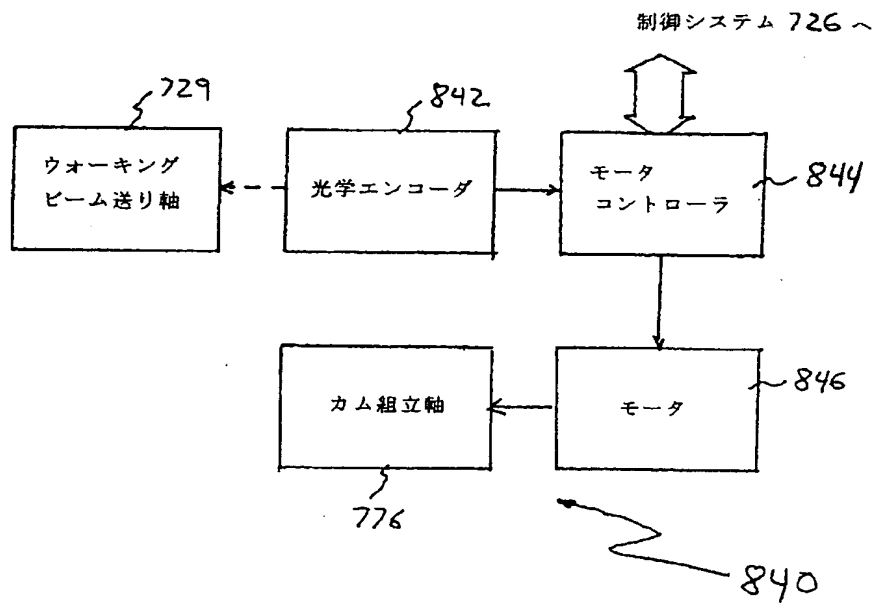 制御システム 726 へ
729
842
ウォーキング
ビーム送り軸
光学エンコーダ
モータ
コントローラ
844
カム組立軸
モータ
846
776
840